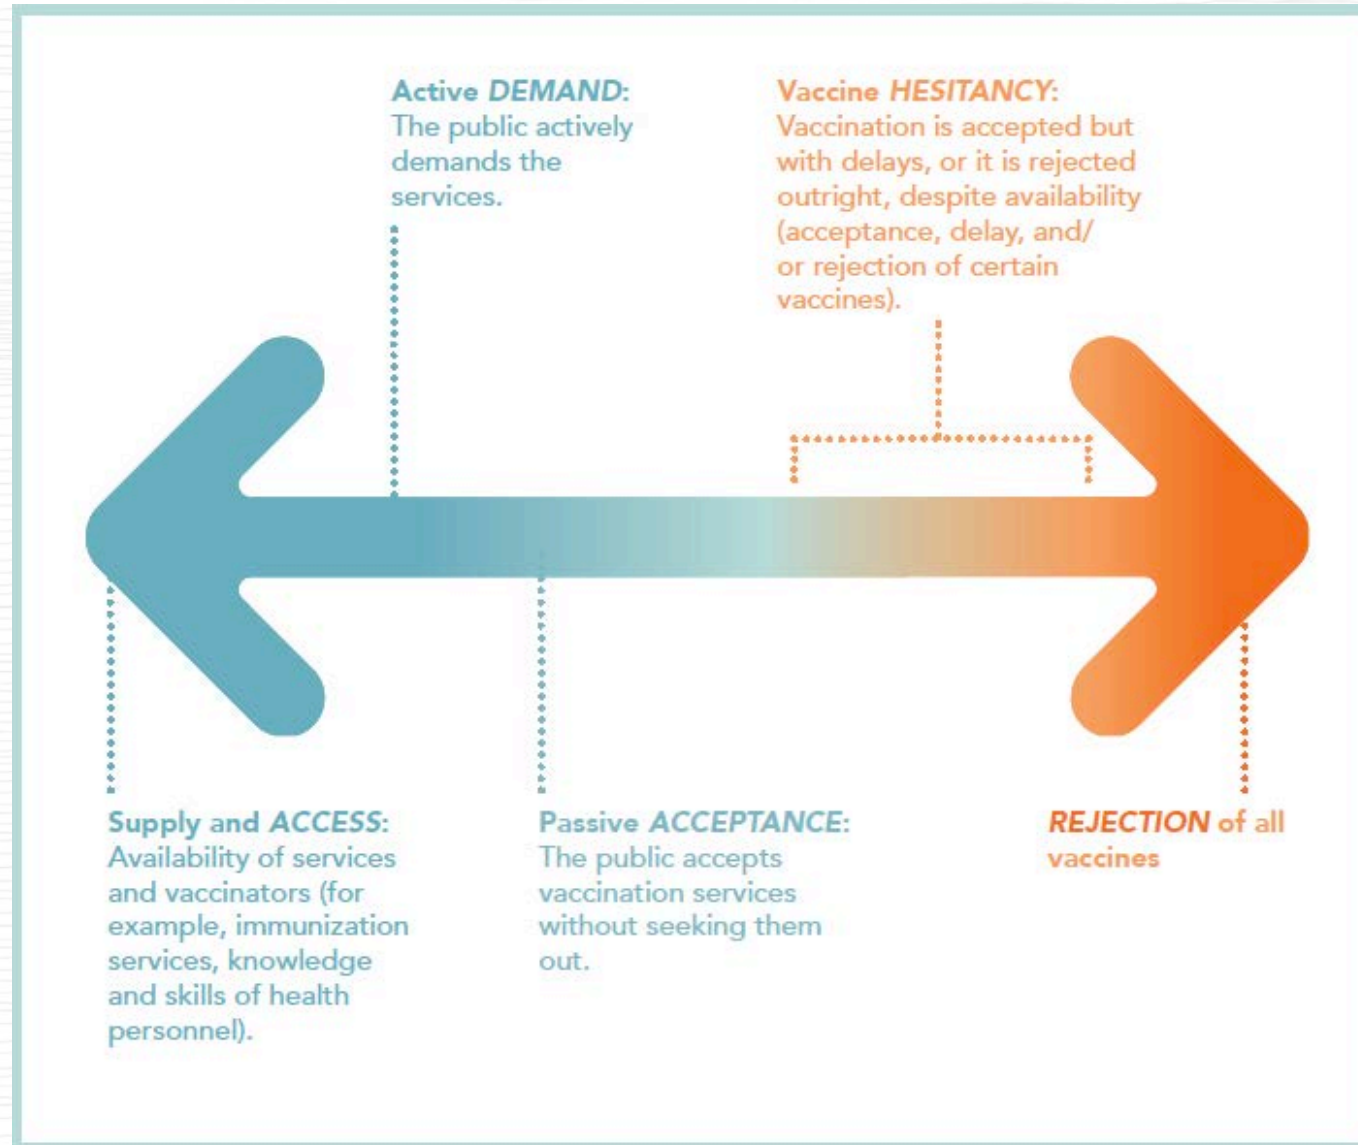 Active DEMAND:
The public actively
demands the
services.
Vaccine HESITANCY:
Vaccination is accepted but
with delays, or it is rejected
outright, despite availability
(acceptance, delay, and/
or rejection of certain
vaccines).
Supply and ACCESS:
Availability of services
and vaccinators (for
example, immunization
services, knowledge
and skills of health
personnel).
Passive ACCEPTANCE:
The public accepts
vaccination services
without seeking them
out.
REJECTION of all
vaccines